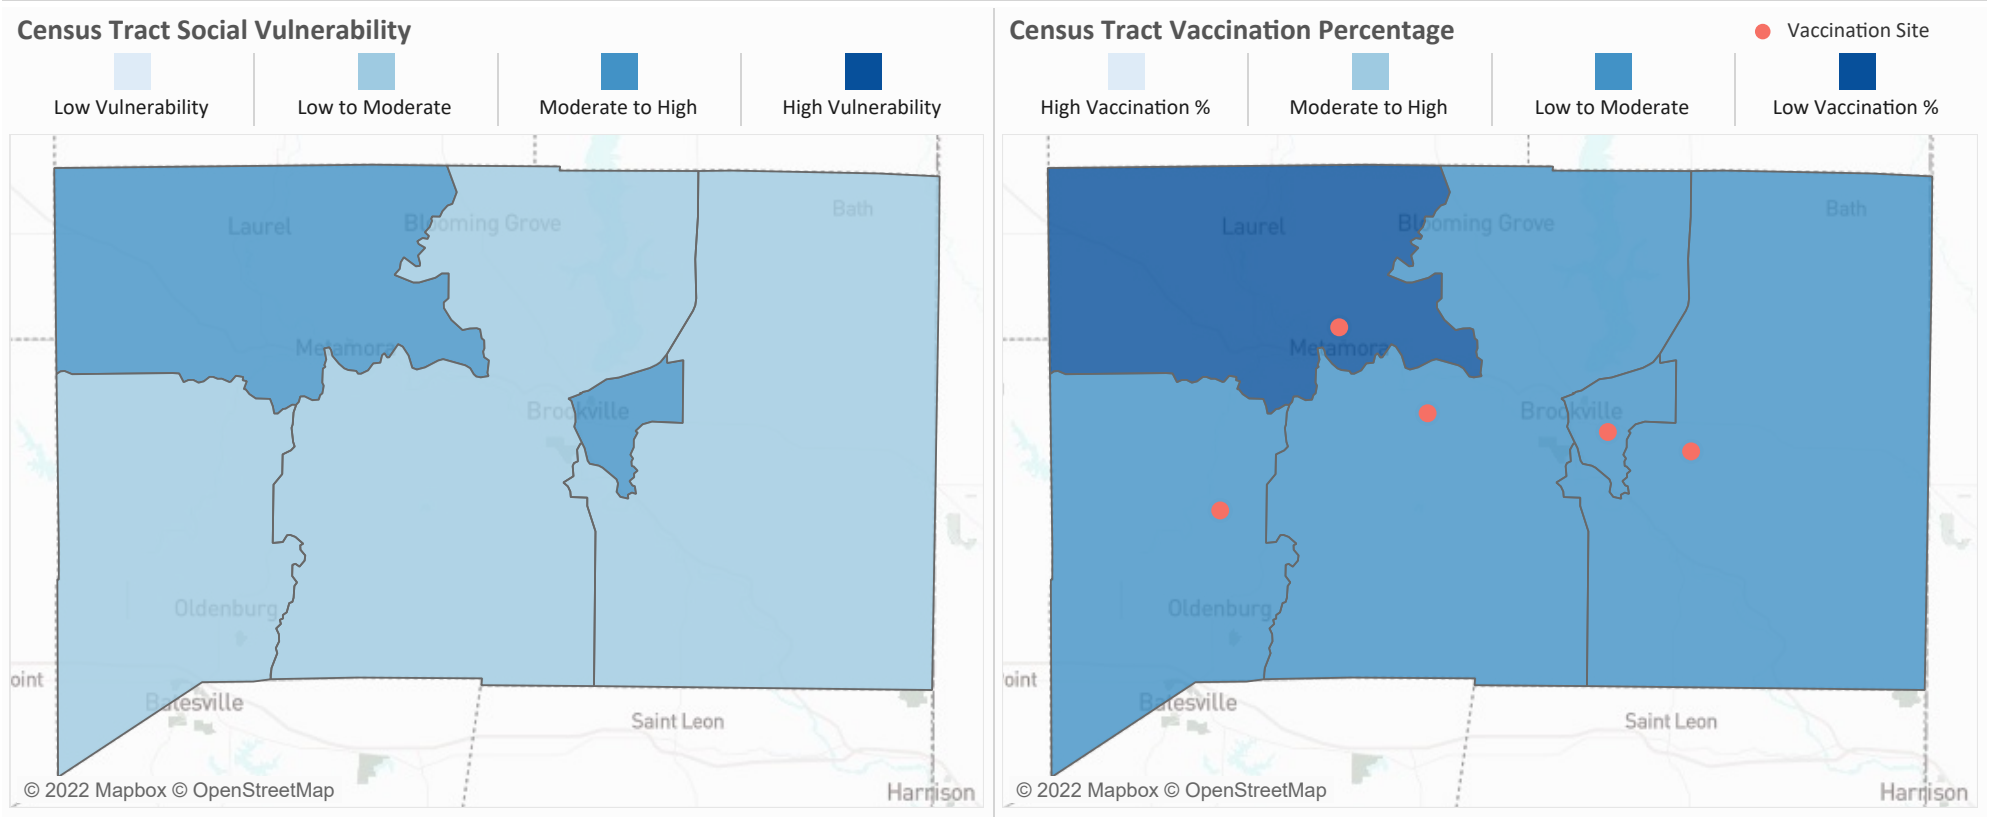 Census Tract Social Vulnerability
Low Vulnerability
Low to Moderate
Moderate to High
High Vulnerability
Laurel
Blooming Grove
Bath
Metamora
Brookville
Oldenburg
oint
Batesville
Saint Leon
Harrison
© 2022 Mapbox © OpenStreetMap
Census Tract Vaccination Percentage
Vaccination Site
High Vaccination %
Moderate to High
Low to Moderate
Low Vaccination %
Laurel
Blooming Grove
Bath
Metamora
Brookville
Oldenburg
oint
Batesville
Saint Leon
Harrison
© 2022 Mapbox © OpenStreetMap